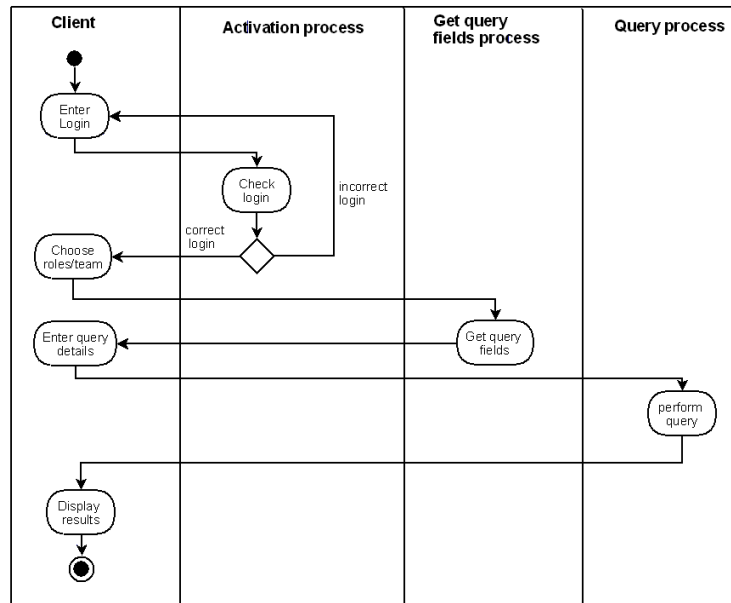 Client
Activation process
Get query
fields process
Query process
Enter
Login
Check
login
incorrect
login
correct
login
Choose
roles/team
Enter query
details
Get query
fields
perform
query
Display
results